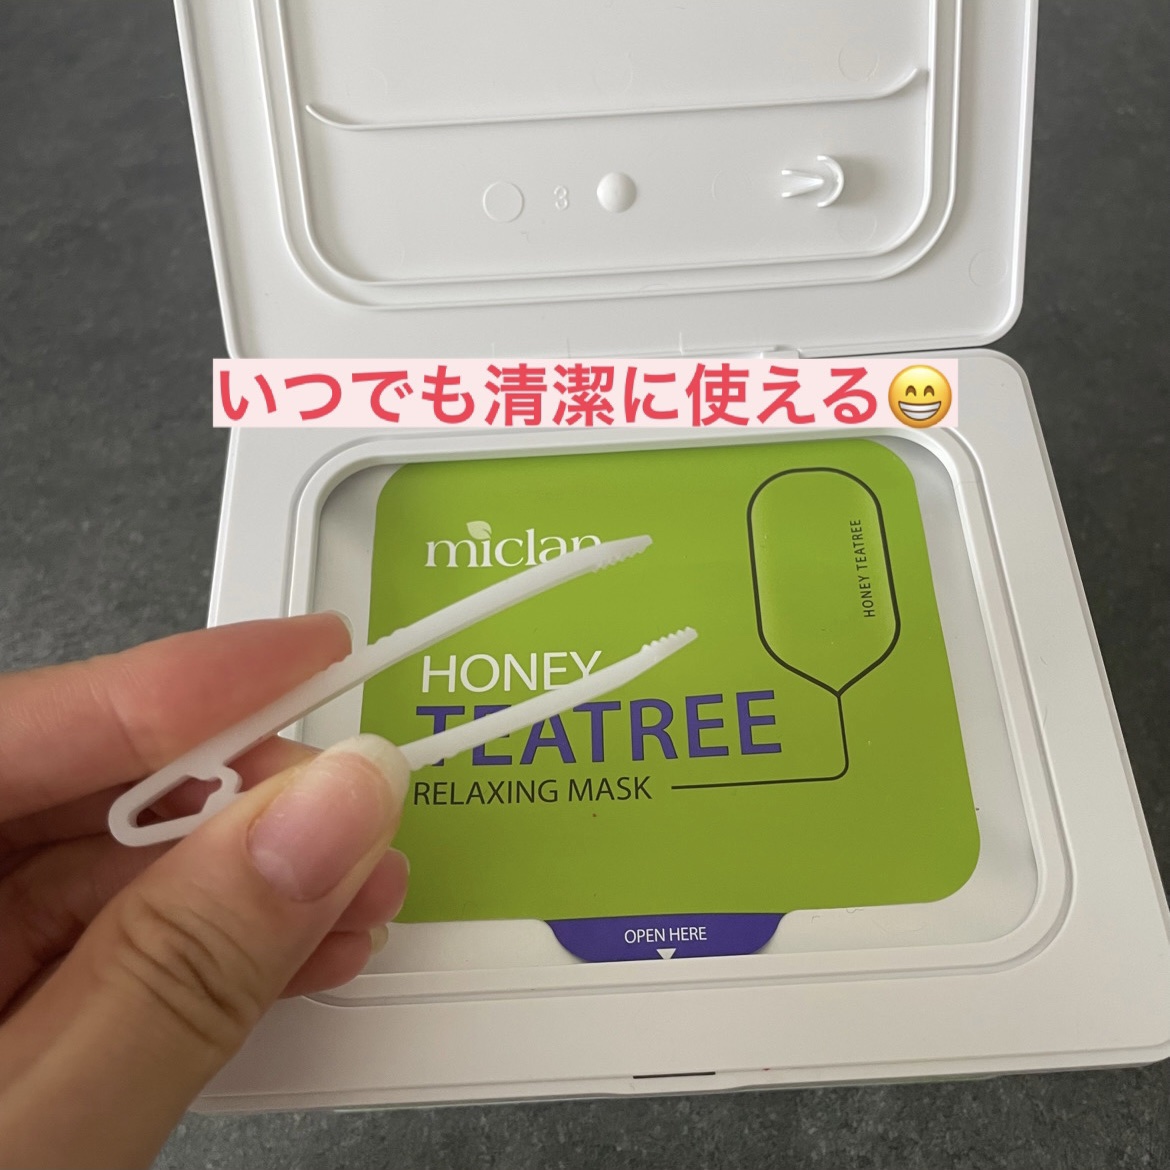 3
いつでも清潔に使える😁
miclan
HONEY TEATREE
HONEY
TEATREE
RELAXING MASK
OPEN HERE